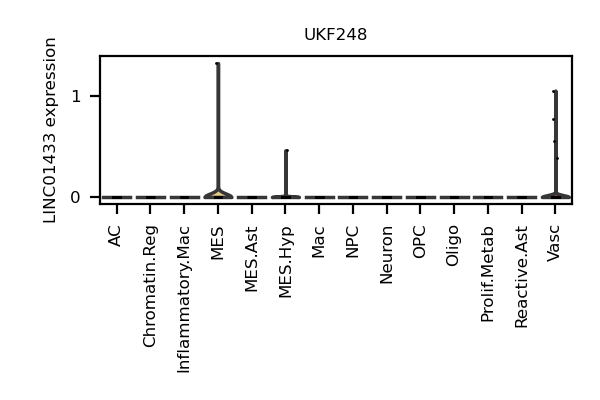 UKF248
LINC01433 expression
1
0
AC
Chromatin.Reg
Inflammatory.Mac
MES
MES.Ast
MES.Hyp
Mac
NPC
Neuron
OPC
Oligo
Prolif.Metab
Reactive.Ast
Vasc